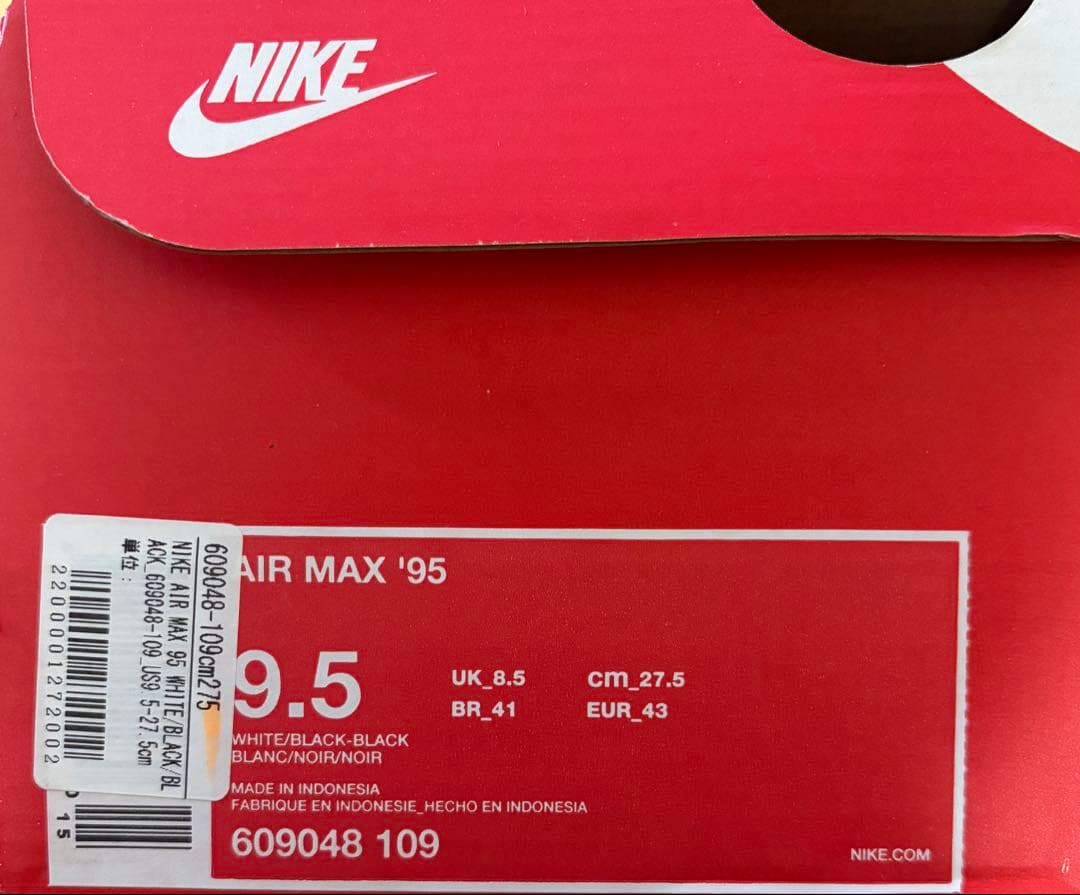 NIKE
AIR MAX '95
9.5
UK_8.5
cm_27.5
BR_41
EUR_43
WHITE/BLACK-BLACK
BLANC/NOIR/NOIR
MADE IN INDONESIA
FABRIQUE EN INDONESIE_HECHO EN INDONESIA
609048 109
NIKE.COM
609048-109cm275
NIKE AIR MAX 95 WHITE/BLACK/BL
ACK_609048-109_US9.5-27.5cm
単位:
2200001272002
15